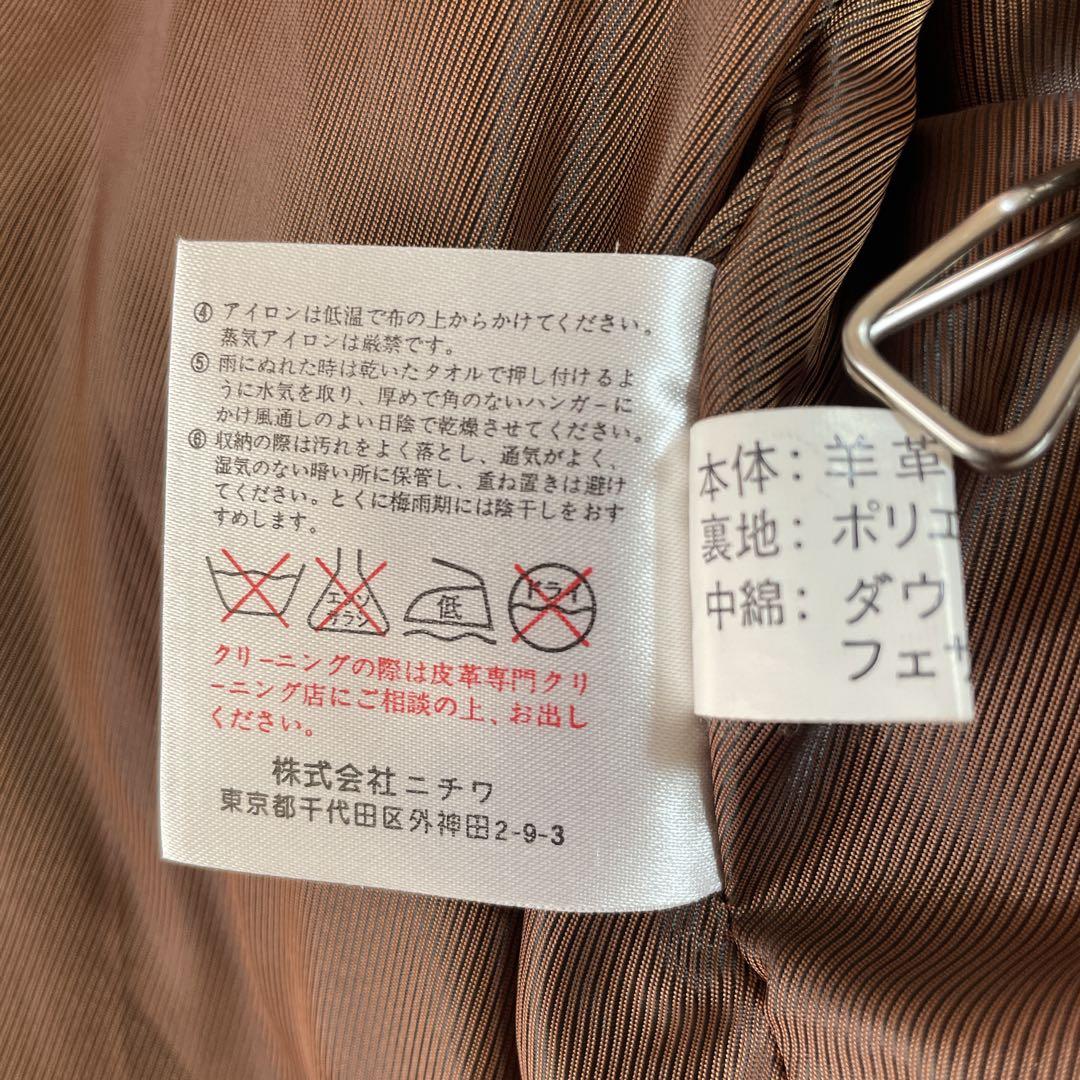 ④ アイロンは低温で布の上からかけてください。
蒸気アイロンは厳禁です。
⑤ 雨にぬれた時は乾いたタオルで押し付けるよ
うに水気を取り、厚めで角のないハンガーに
かけ風通しのよい日陰で乾燥させてください。
⑥ 収納の際は汚れをよく落とし、通気がよく、
湿気のない暗い所に保管し、重ね置きは避け
てください。とくに梅雨期には陰干しをおす
すめします。
エンソ
サラシ
低
ドライ
クリーニングの際は皮革専門クリ
ーニング店にご相談の上、お出し
ください。
株式会社ニチワ
東京都千代田区外神田2-9-3
本体：羊革
裏地：ポリエ
中綿：ダウ
フェ